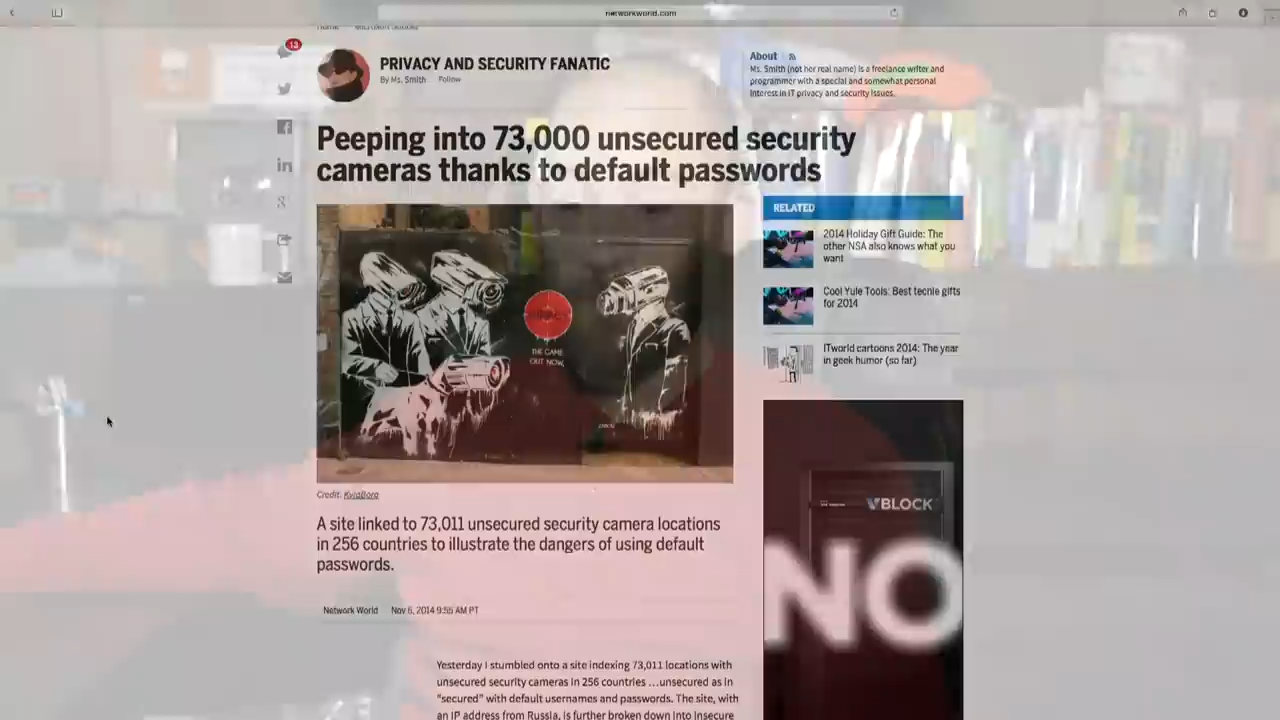 networkworld.com
13
PRIVACY AND SECURITY FANATIC
By Ms. Smith Follow
About
Ms. Smith (not her real name) is a freelance writer and
programmer with a special and somewhat personal
interest in IT privacy and security issues.
Peeping into 73,000 unsecured security
cameras thanks to default passwords
RELATED
2014 Holiday Gift Guide: The
other NSA also knows what you
want
Cool Yule Tools: Best techie gifts
for 2014
ITworld cartoons 2014: The year
in geek humor (so far)
THE GAME
OUT NOW,
Credit:
A site linked to 73,011 unsecured security camera locations
in 256 countries to illustrate the dangers of using default
passwords.
Network World Nov 6, 2014 9:55 AM PT
VBLOCK
NO
Yesterday I stumbled onto a site indexing 73,011 locations with
unsecured security cameras in 256 countries ...unsecured as in
"secured" with default usernames and passwords. The site, with
an IP address from Russia, is further broken down into insecure